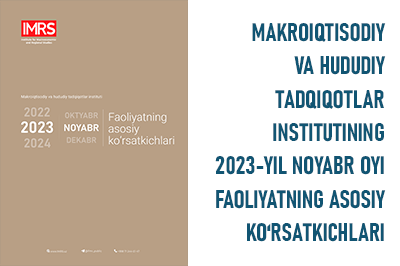 IMRS
Makroiqtisodiy va hududiy tadqiqotlar instituti
2022
2023
2024
OKTYABR
NOYABR
DEKABR
Faoliyatning
asosiy
ko'rsatkichlari
MAKROIQTISODIY
VA HUDUDIY
TADQIQOTLAR
INSTITUTINING
2023-YIL NOYABR OYI
FAOLIYATNING ASOSIY
KO‘RSATKICHLARI